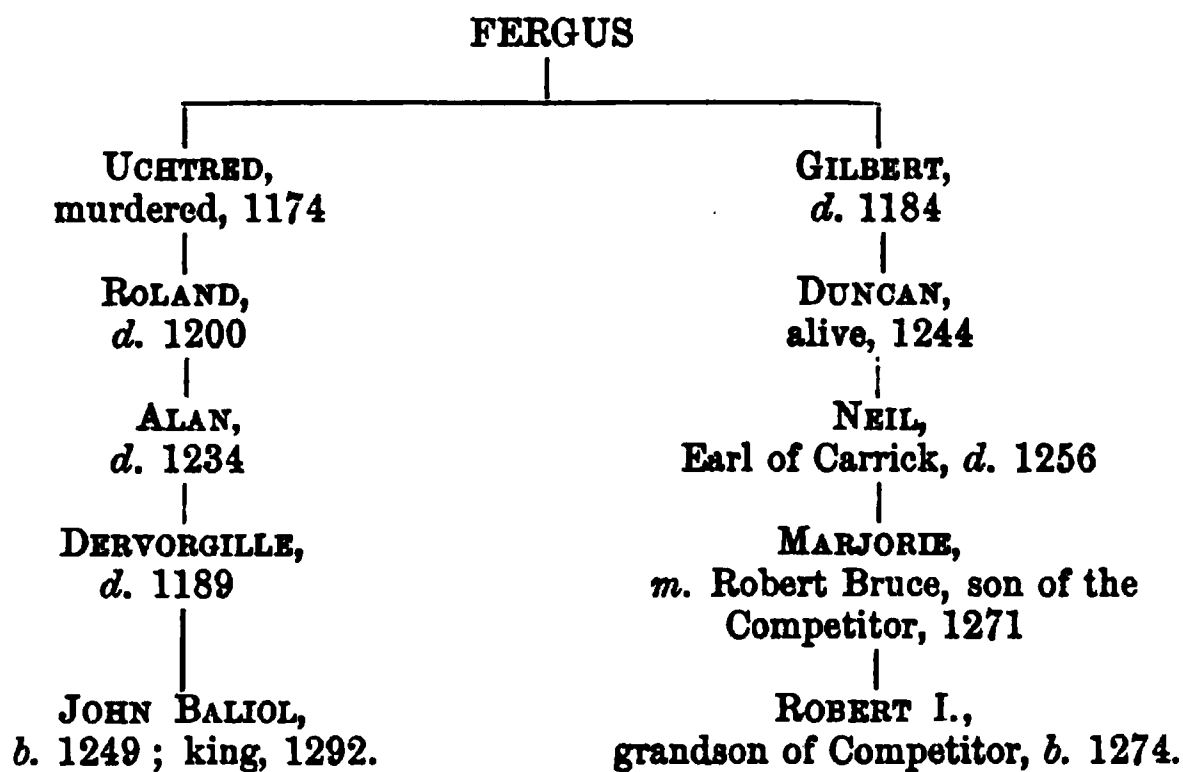 FERGUS
UCHTRED,
murdered, 1174
GILBERT,
d. 1184
ROLAND,
d. 1200
DUNCAN,
alive, 1244
ALAN,
d. 1234
NEIL,
Earl of Carrick, d. 1256
DERVORGILLE,
d. 1189
MARJORIE,
m. Robert Bruce, son of the
Competitor, 1271
JOHN BALIOL,
b. 1249 ; king, 1292.
ROBERT I.,
grandson of Competitor, b. 1274.